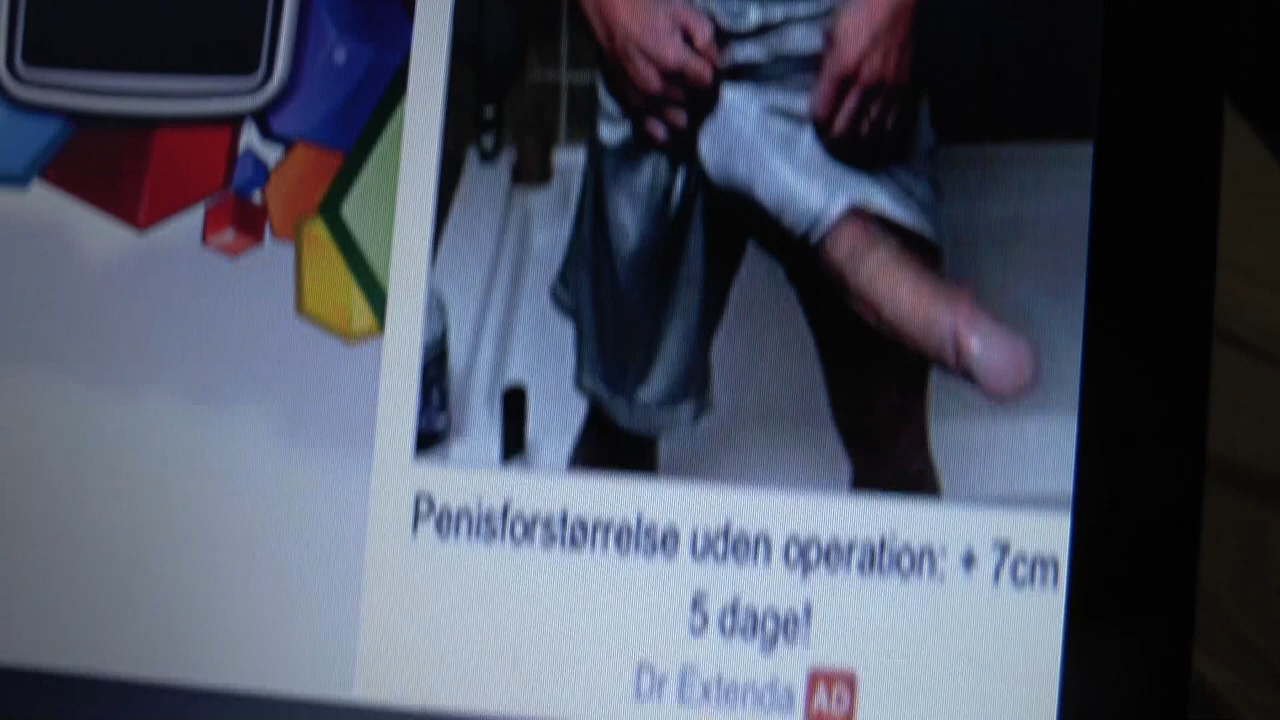 Penisforstørrelse uden operation: + 7cm
5 dage!
Dr Extenda AD